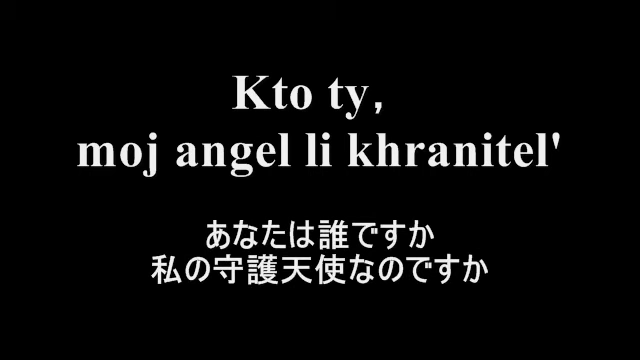 Kto ty,
moj angel li khranitel'
あなたは誰ですか
私の守護天使なのですか